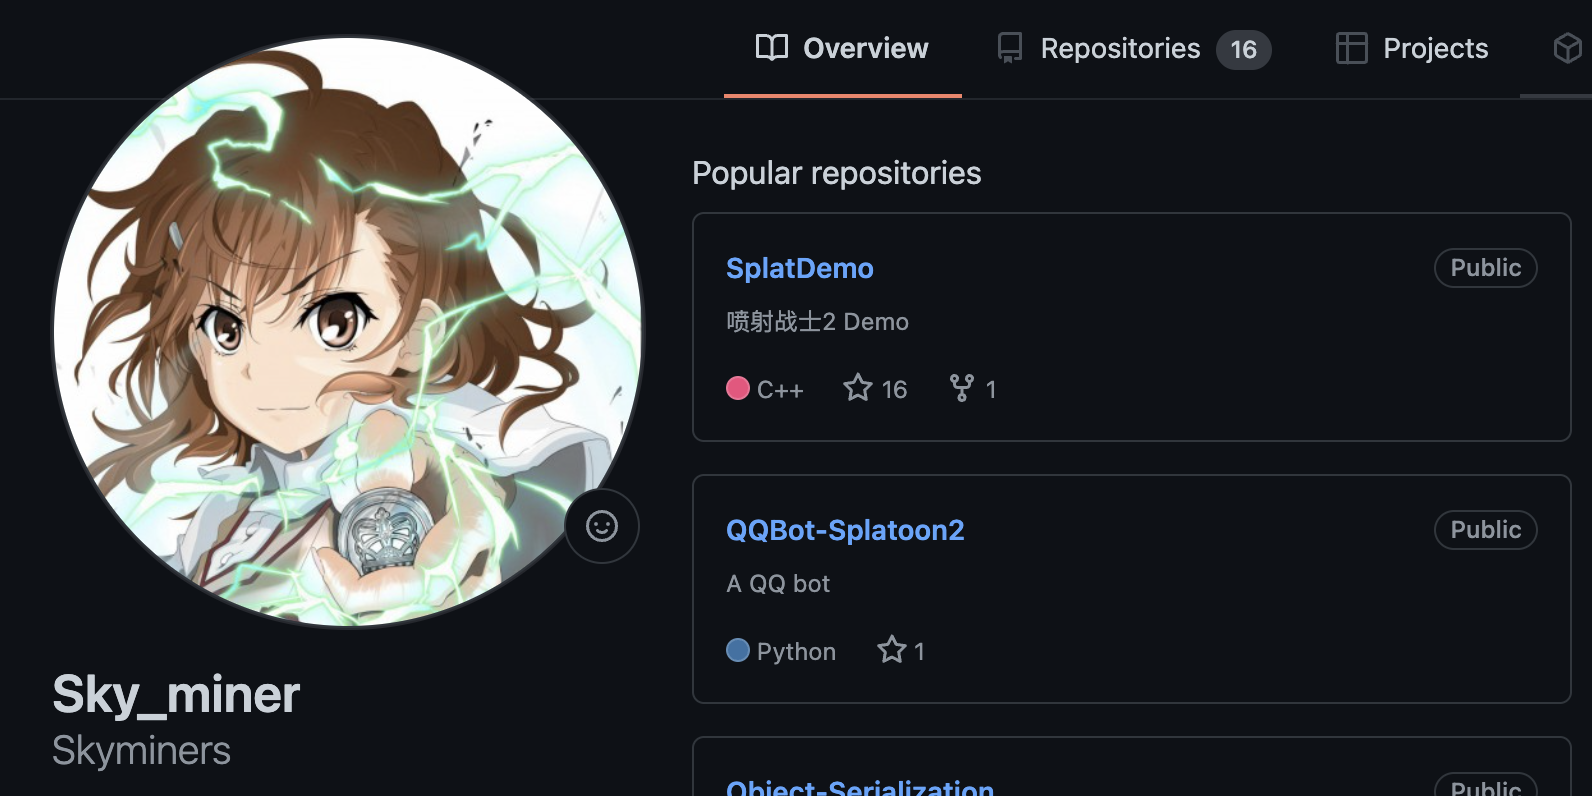 Overview
Repositories 16
Projects
Popular repositories
SplatDemo
Public
喷射战士2 Demo
C++ 16 1
QQBot-Splatoon2
Public
A QQ bot
Python 1
Object-Serialization
Public
Sky_miner
Skyminers